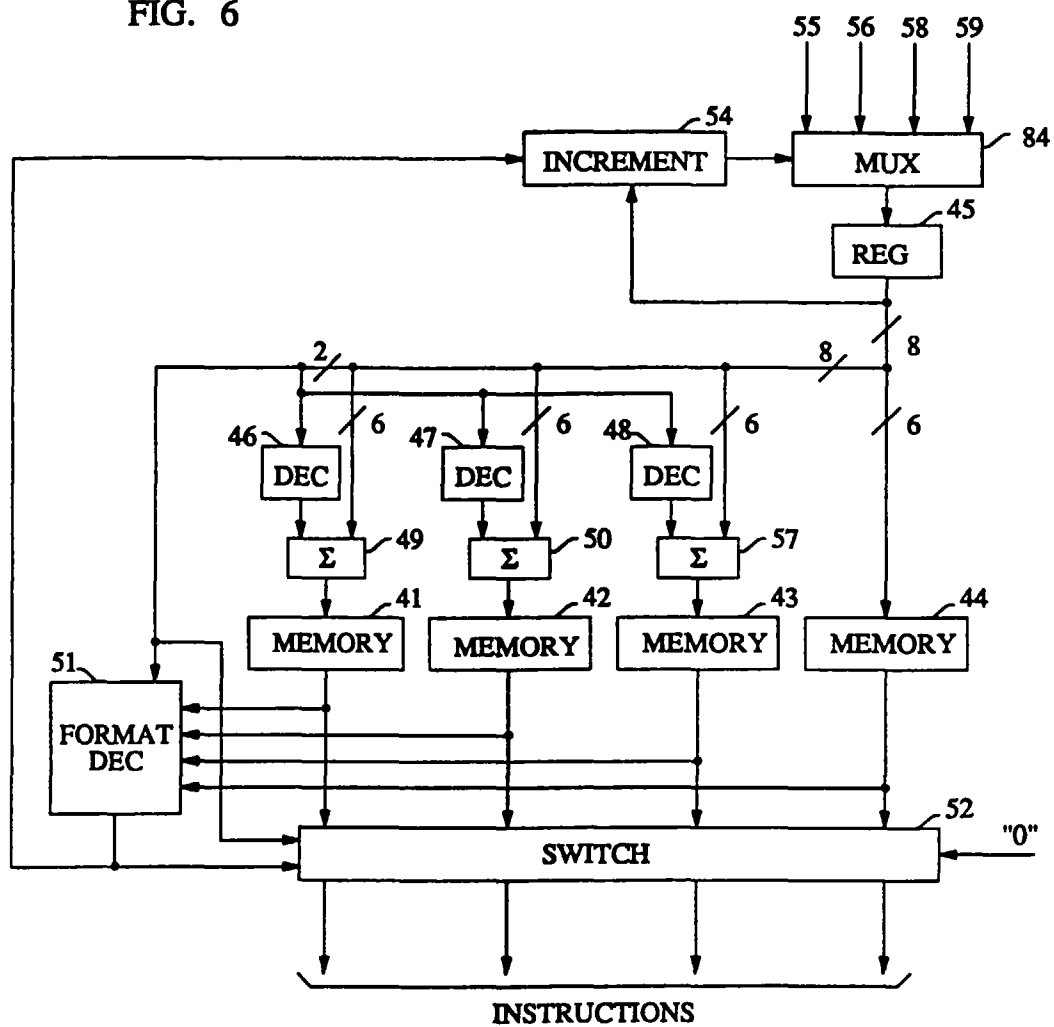 FIG. 6
55 56 58 59
54
INCREMENT
MUX
84
45
REG
8
2
8
6
6
6
6
46
DEC
47
DEC
48
DEC
Σ
49
Σ
50
Σ
57
41
MEMORY
42
MEMORY
43
MEMORY
44
MEMORY
51
FORMAT
DEC
52
SWITCH
"0"
INSTRUCTIONS